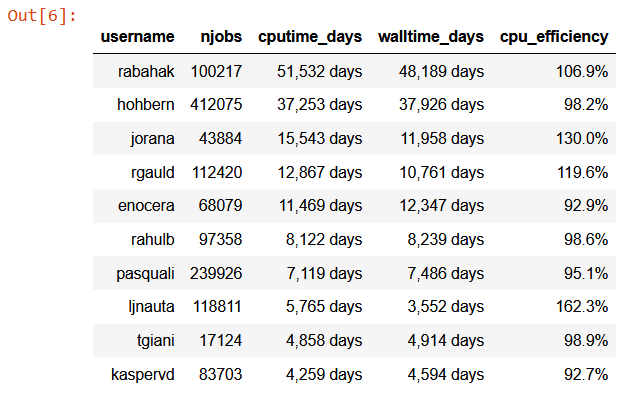 Out[6]:
username njobs cputime_days walltime_days cpu_efficiency
rabahak 100217 51,532 days 48,189 days 106.9%
hohbern 412075 37,253 days 37,926 days 98.2%
jorana 43884 15,543 days 11,958 days 130.0%
rgauld 112420 12,867 days 10,761 days 119.6%
enocera 68079 11,469 days 12,347 days 92.9%
rahulb 97358 8,122 days 8,239 days 98.6%
pasquali 239926 7,119 days 7,486 days 95.1%
ljnauta 118811 5,765 days 3,552 days 162.3%
tgiani 17124 4,858 days 4,914 days 98.9%
kaspervd 83703 4,259 days 4,594 days 92.7%